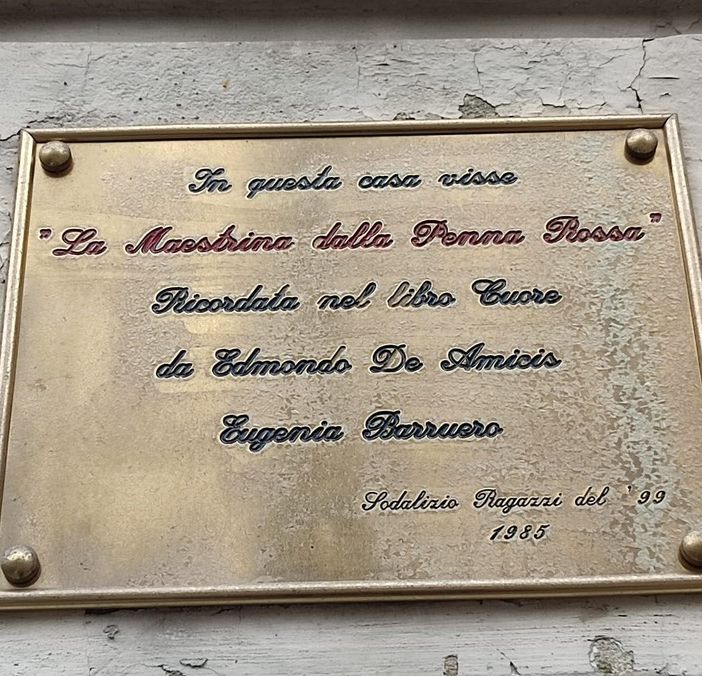 In questa casa visse
"La Maestrina dalla Penna Rossa"
Ricordata nel libro Cuore
da Edmondo De Amicis
Eugenia Barruero
Sodalizio Ragazzi del '99
1985